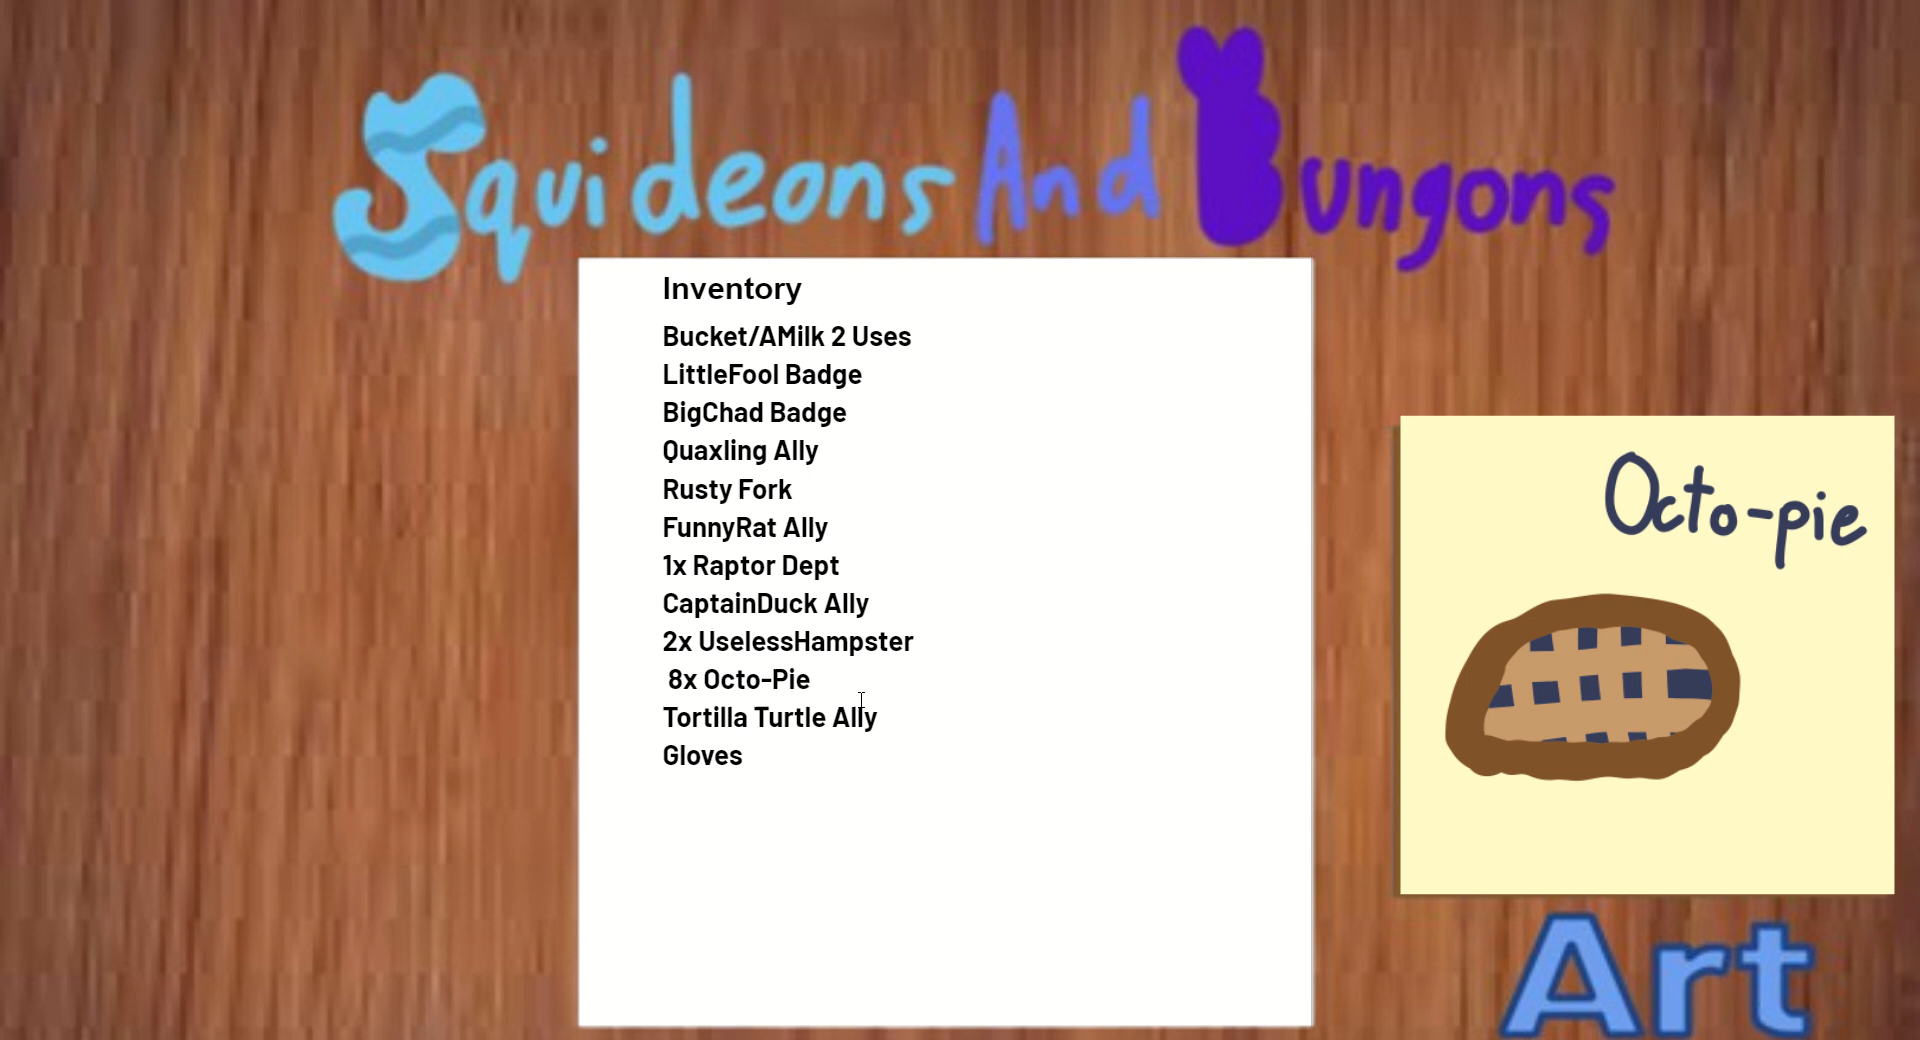 Squideons And Bungons
Inventory
Bucket/AMilk 2 Uses
LittleFool Badge
BigChad Badge
Quaxling Ally
Rusty Fork
FunnyRat Ally
1x Raptor Dept
CaptainDuck Ally
2x UselessHampster
8x Octo-Pie
Tortilla Turtle Ally
Gloves
Octo-pie
Art